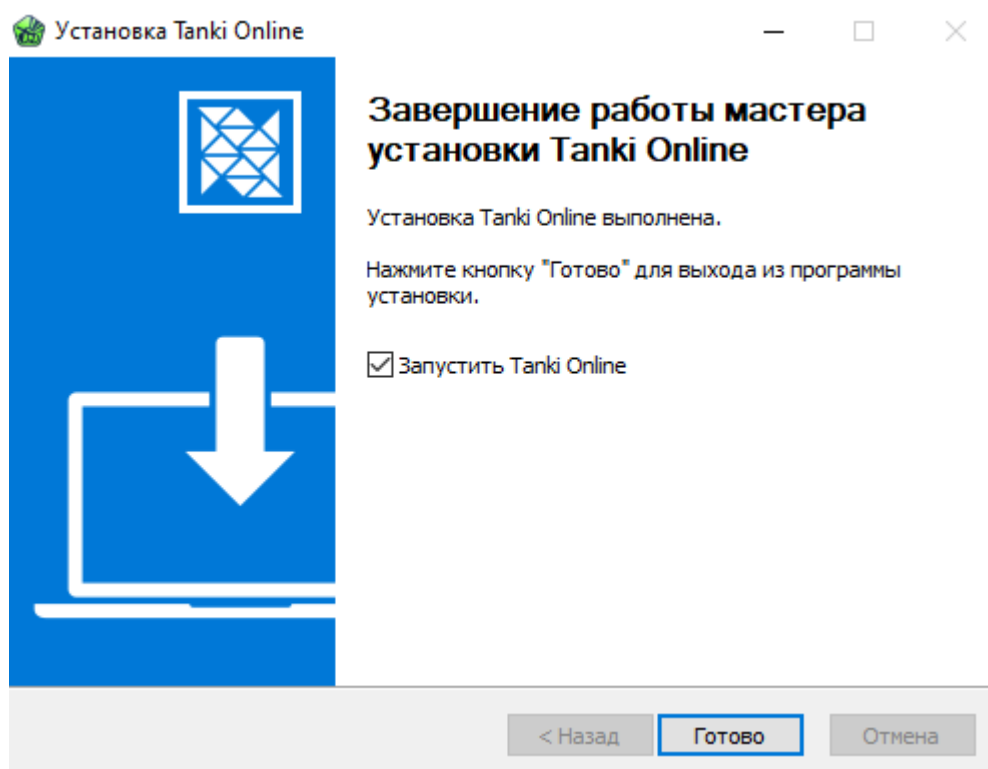 Установка Tanki Online
Завершение работы мастера
установки Tanki Online
Установка Tanki Online выполнена.
Нажмите кнопку "Готово" для выхода из программы
установки.
Запустить Tanki Online
< Назад
Готово
Отмена